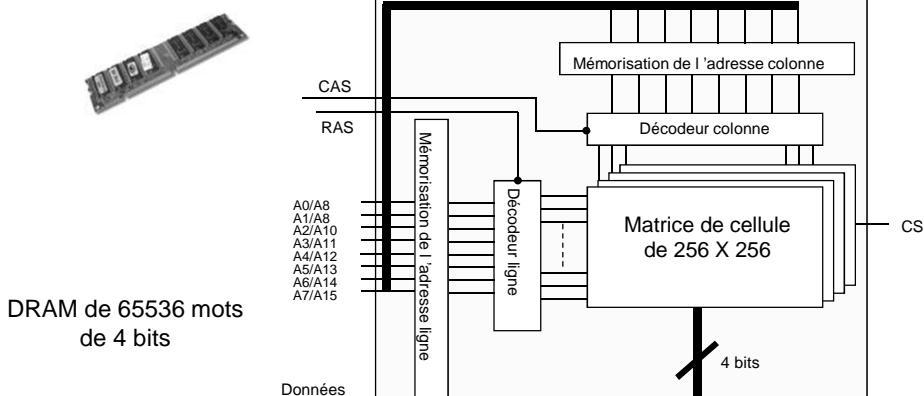 Mémorisation de l 'adresse colonne
CAS
Décodeur colonne
RAS
Mémorisation de l 'adresse ligne
Décodeur ligne
A0/A8
A1/A8
A2/A10
A3/A11
A4/A12
A5/A13
A6/A14
A7/A15
Matrice de cellule
de 256 X 256
CS
DRAM de 65536 mots
de 4 bits
4 bits
Données